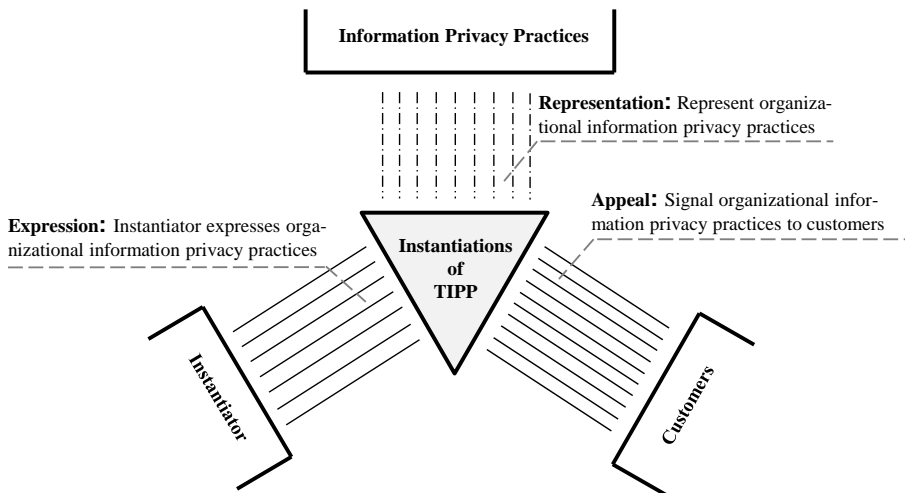 Information Privacy Practices
Representation: Represent organiza-
tional information privacy practices
Appeal: Signal organizational infor-
mation privacy practices to customers
Expression: Instantiator expresses orga-
nizational information privacy practices
Instantiations
of
TIPP
Instantiator
Customers